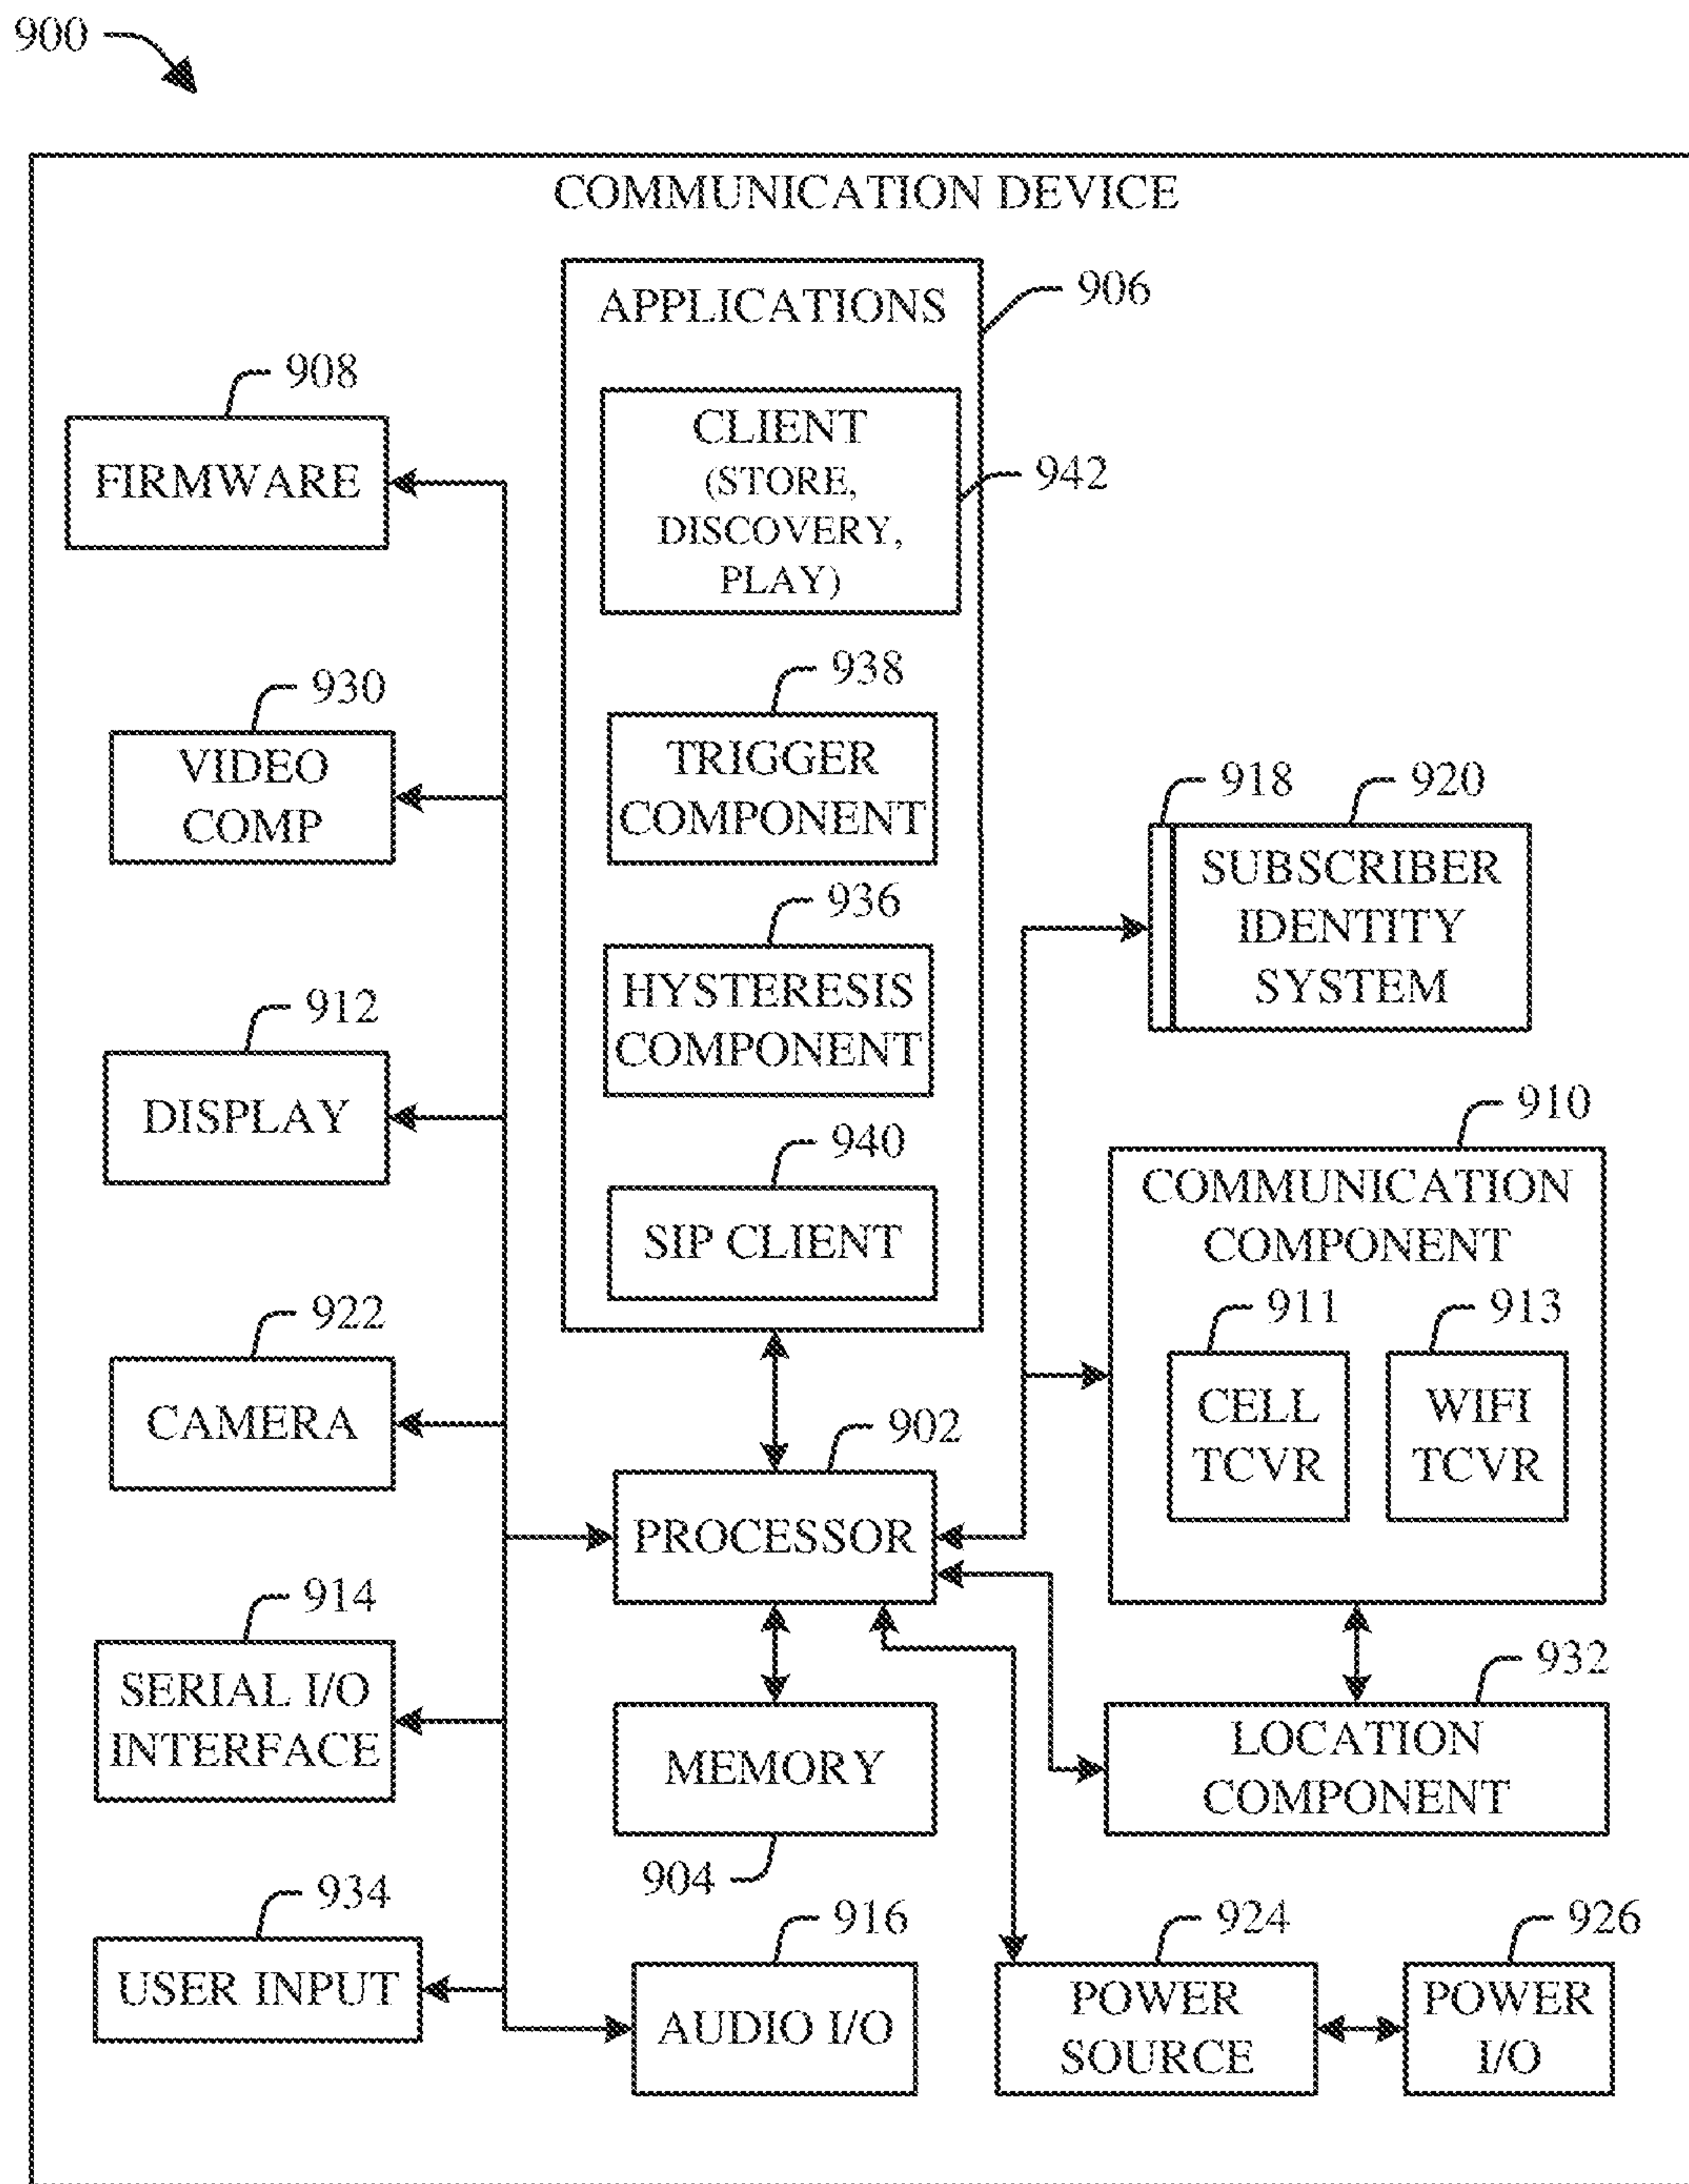 900
COMMUNICATION DEVICE
906
APPLICATIONS
942
CLIENT
(STORE,
DISCOVERY,
PLAY)
938
TRIGGER
COMPONENT
936
HYSTERESIS
COMPONENT
940
SIP CLIENT
908
FIRMWARE
930
VIDEO
COMP
912
DISPLAY
922
CAMERA
914
SERIAL I/O
INTERFACE
934
USER INPUT
902
PROCESSOR
MEMORY
904
916
AUDIO I/O
918
920
SUBSCRIBER
IDENTITY
SYSTEM
910
COMMUNICATION
COMPONENT
911
CELL
TCVR
913
WIFI
TCVR
932
LOCATION
COMPONENT
924
POWER
SOURCE
926
POWER
I/O